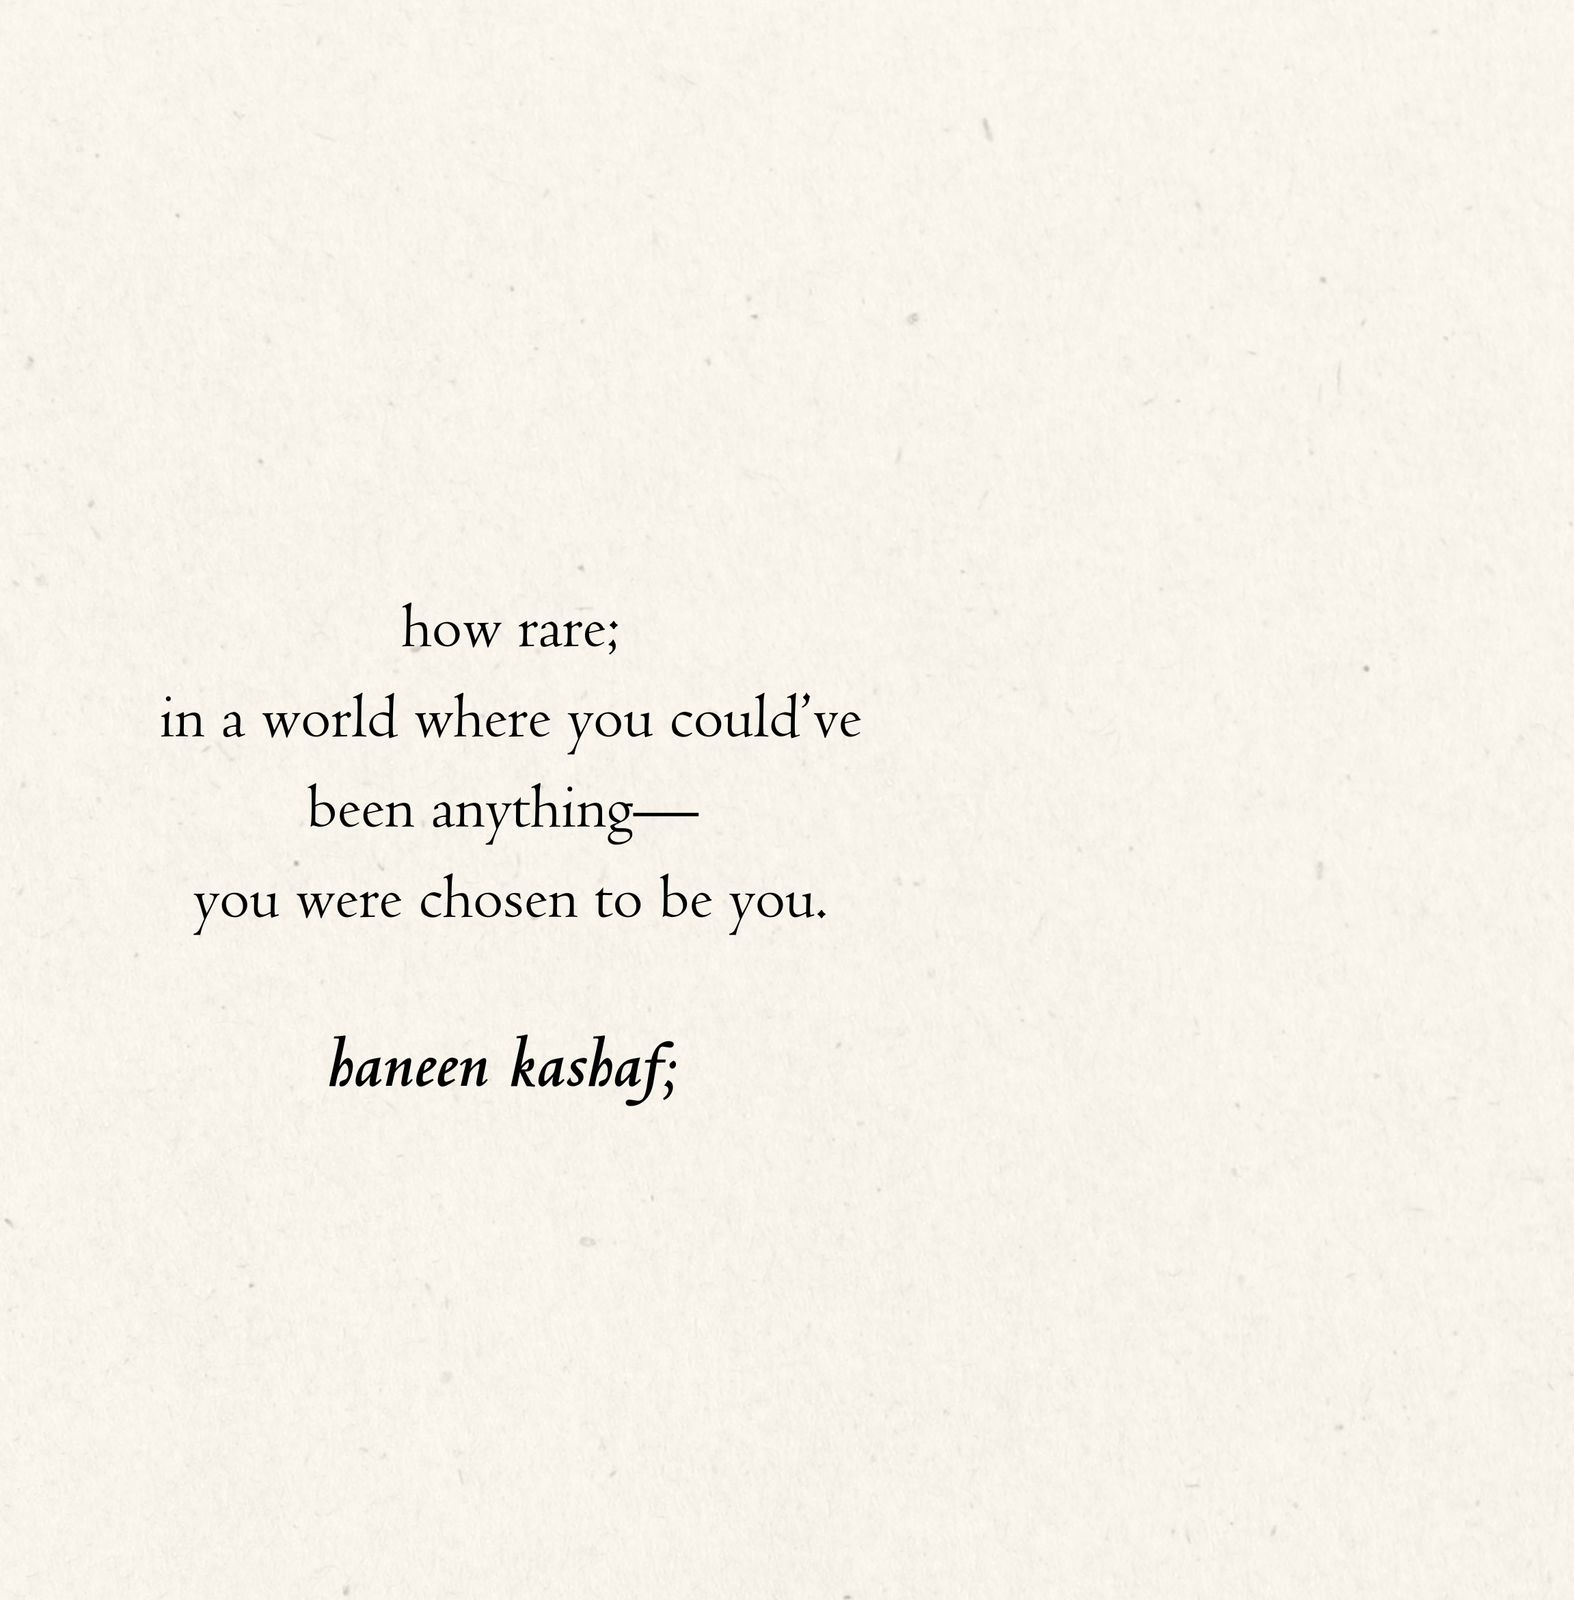 how rare;
in a world where you could’ve
been anything—
you were chosen to be you.
haneen kashaf;